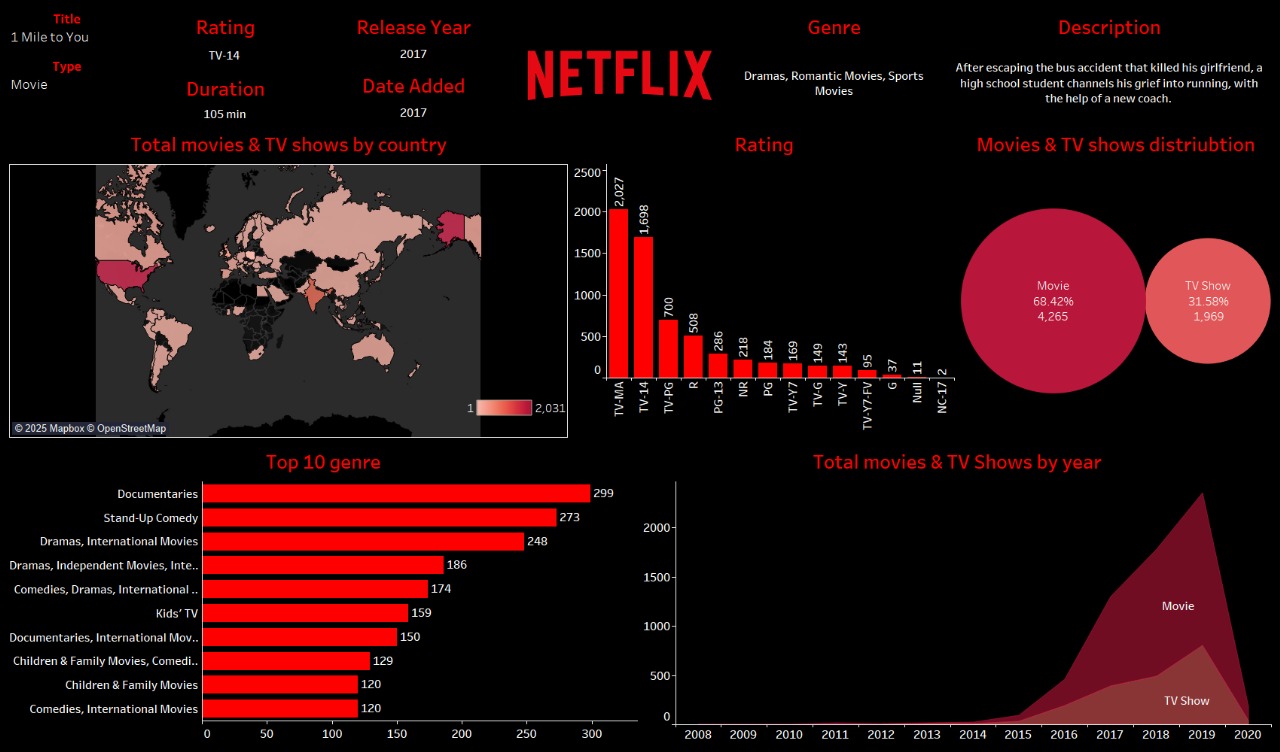 Title
1 Mile to You
Type
Movie
Rating
TV-14
Duration
105 min
Release Year
2017
Date Added
2017
NETFLIX
Genre
Dramas, Romantic Movies, Sports
Movies
Description
After escaping the bus accident that killed his girlfriend, a
high school student channels his grief into running, with
the help of a new coach.
Total movies & TV shows by country
1
2,031
© 2025 Mapbox © OpenStreetMap
Rating
2500
2000
1500
1000
500
0
2,027
1,698
700
508
286
218
184
169
149
143
95
37
11
2
TV-MA
TV-14
TV-PG
R
PG-13
NR
PG
TV-Y7
TV-G
TV-Y
TV-Y7-FV
G
Null
NC-17
Movies & TV shows distriubtion
Movie
68.42%
4,265
TV Show
31.58%
1,969
Top 10 genre
Documentaries 299
Stand-Up Comedy 273
Dramas, International Movies 248
Dramas, Independent Movies, Inte.. 186
Comedies, Dramas, International .. 174
Kids' TV 159
Documentaries, International Mov.. 150
Children & Family Movies, Comedi.. 129
Children & Family Movies 120
Comedies, International Movies 120
0 50 100 150 200 250 300
Total movies & TV Shows by year
2000
1500
1000
500
0
Movie
TV Show
2008 2009 2010 2011 2012 2013 2014 2015 2016 2017 2018 2019 2020